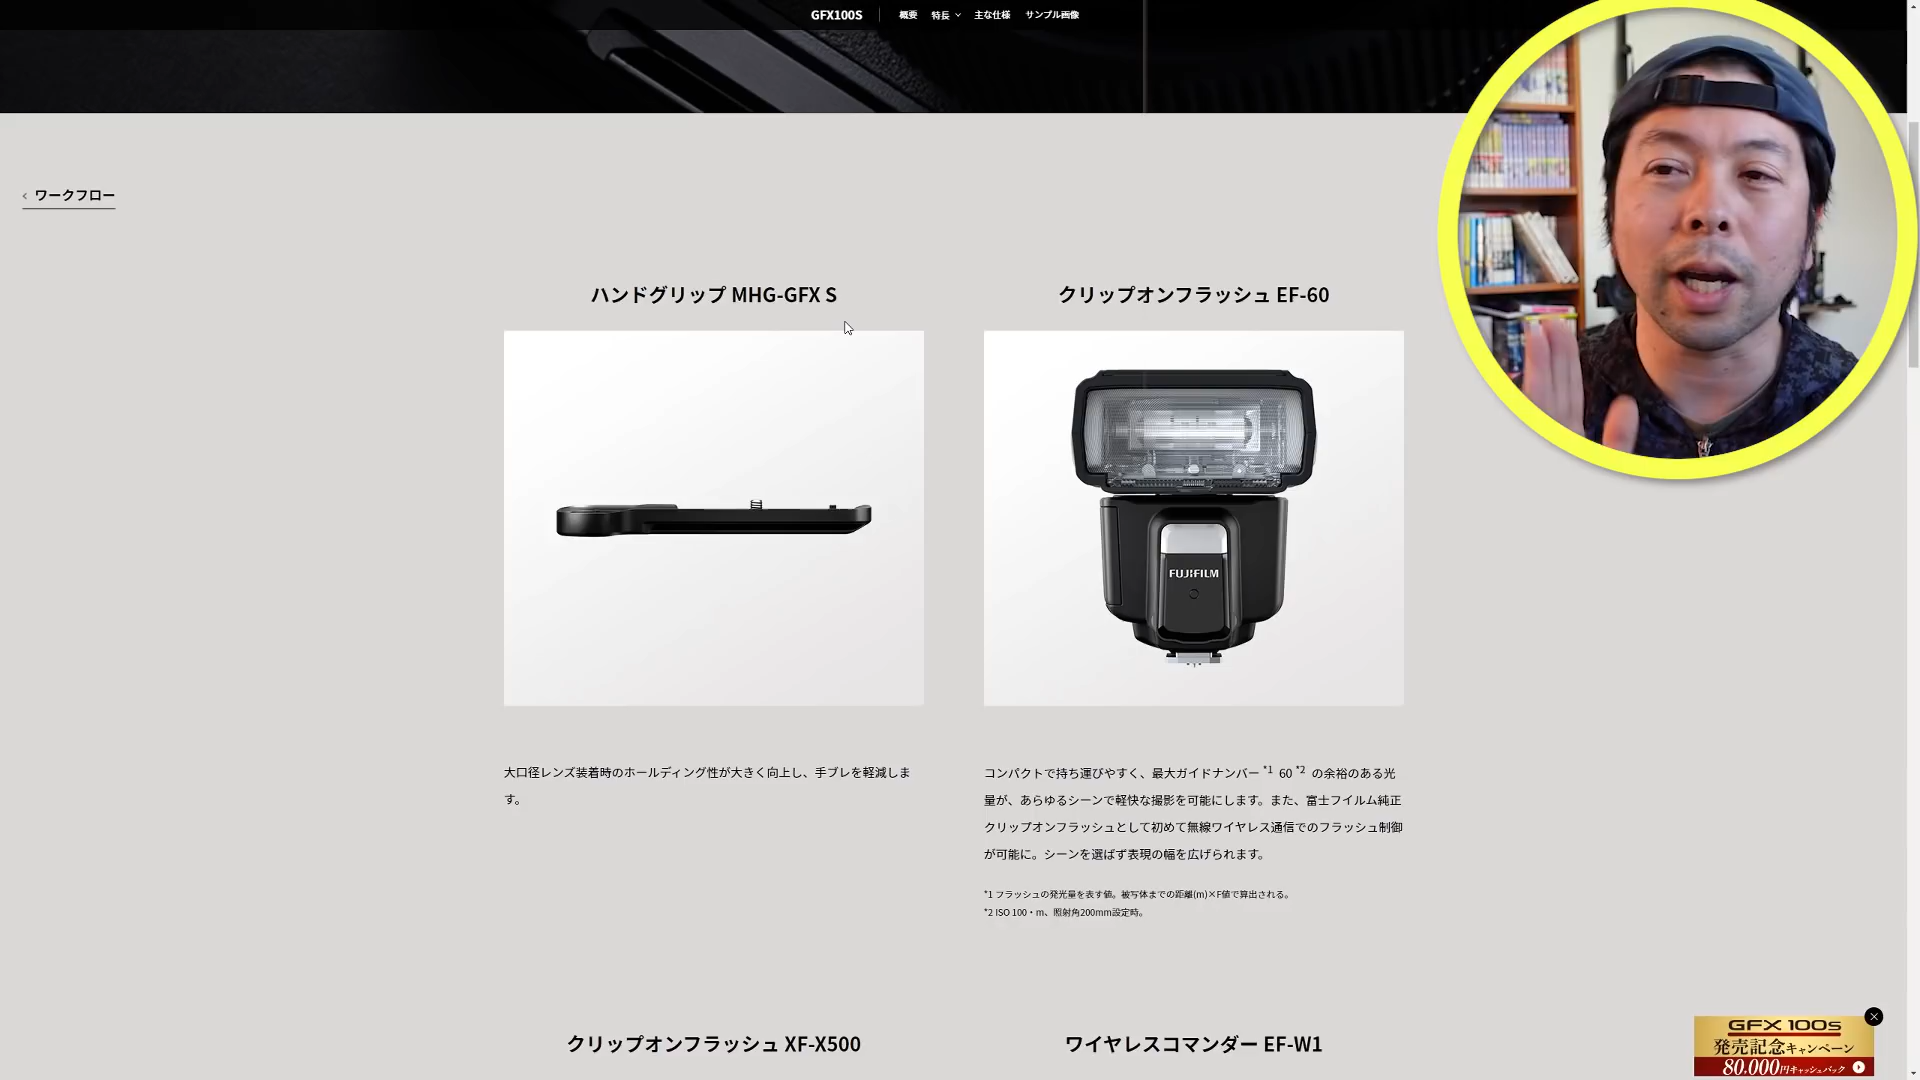 GFX100S 概要 特長 主な仕様 サンプル画像
ワークフロー
ハンドグリップ MHG-GFX S
クリップオンフラッシュ EF-60
FUJIFILM
大口径レンズ装着時のホールディング性が大きく向上し、手ブレを軽減しま
す。
コンパクトで持ち運びやすく、最大ガイドナンバー *1 60 *2 の余裕のある光
量が、あらゆるシーンで軽快な撮影を可能にします。また、富士フイルム純正
クリップオンフラッシュとして初めて無線ワイヤレス通信でのフラッシュ制御
が可能に。シーンを選ばず表現の幅を広げられます。
*1 フラッシュの発光量を表す値。被写体までの距離(m)×F値で算出される。
*2 ISO 100・m、照射角200mm設定時。
クリップオンフラッシュ XF-X500
ワイヤレスコマンダー EF-W1
GFX 100s
発売記念キャンペーン
80,000円キャッシュバック